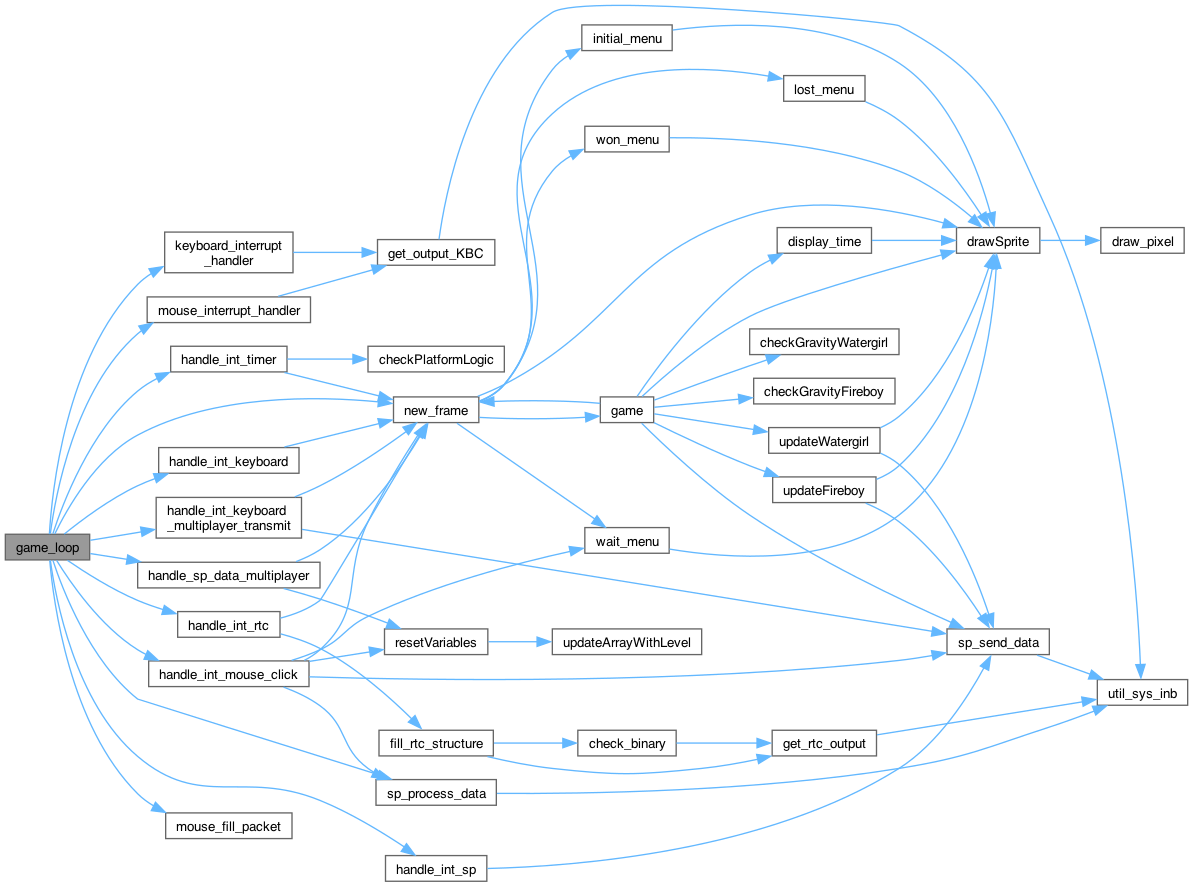 initial_menu
lost_menu
won_menu
keyboard_interrupt
_handler
get_output_KBC
display_time
drawSprite
draw_pixel
mouse_interrupt_handler
handle_int_timer
checkPlatformLogic
checkGravityWatergirl
checkGravityFireboy
new_frame
game
updateWatergirl
handle_int_keyboard
updateFireboy
handle_int_keyboard
_multiplayer_transmit
game_loop
wait_menu
handle_sp_data_multiplayer
handle_int_rtc
resetVariables
updateArrayWithLevel
sp_send_data
handle_int_mouse_click
util_sys_inb
fill_rtc_structure
check_binary
get_rtc_output
sp_process_data
mouse_fill_packet
handle_int_sp